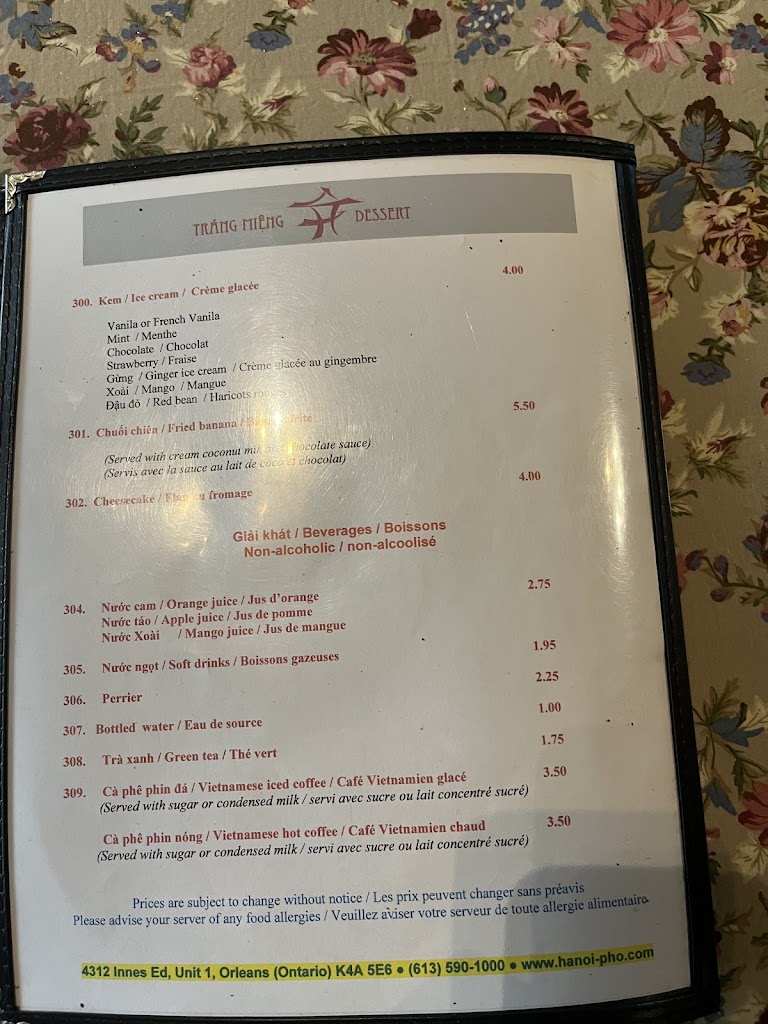 TRÁNG MIÊNG DESSERT
300. Kem / Ice cream / Crème glacée 4.00
Vanila or French Vanila
Mint / Menthe
Chocolate / Chocolat
Strawberry / Fraise
Gừng / Ginger ice cream / Crème glacée au gingembre
Xoài / Mango / Mangue
Đậu đỏ / Red bean / Haricots
301. Chuối chiên / Fried banana / 5.50
(Served with cream coconut milk and chocolate sauce)
(Servis avec la sauce au lait de coco et chocolat)
302. Cheesecake / Flan au fromage 4.00
Giải khát / Beverages / Boissons
Non-alcoholic / non-alcoolisé
304. Nước cam / Orange juice / Jus d'orange 2.75
Nước táo / Apple juice / Jus de pomme
Nước Xoài / Mango juice / Jus de mangue
305. Nước ngọt / Soft drinks / Boissons gazeuses 1.95
306. Perrier 2.25
307. Bottled water / Eau de source 1.00
308. Trà xanh / Green tea / Thé vert 1.75
309. Cà phê phin đá / Vietnamese iced coffee / Café Vietnamien glacé 3.50
(Served with sugar or condensed milk / servi avec sucre ou lait concentré sucré)
Cà phê phin nóng / Vietnamese hot coffee / Café Vietnamien chaud 3.50
(Served with sugar or condensed milk / servi avec sucre ou lait concentré sucré)
Prices are subject to change without notice / Les prix peuvent changer sans préavis
Please advise your server of any food allergies / Veuillez aviser votre serveur de toute allergie alimentaire
4312 Innes Ed, Unit 1, Orleans (Ontario) K4A 5E6 ● (613) 590-1000 ● www.hanoi-pho.com